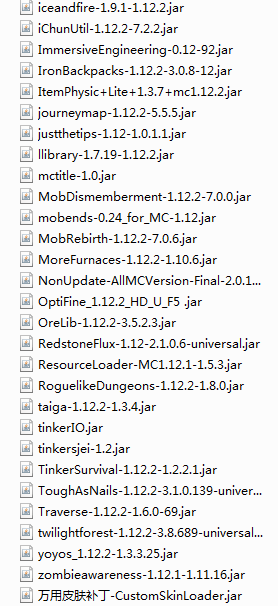 iceandfire-1.9.1-1.12.2.jar
iChunUtil-1.12.2-7.2.2.jar
ImmersiveEngineering-0.12-92.jar
IronBackpacks-1.12.2-3.0.8-12.jar
ItemPhysic+Lite+1.3.7+mc1.12.2.jar
journeymap-1.12.2-5.5.5.jar
justthetips-1.12-1.0.1.1.jar
llibrary-1.7.19-1.12.2.jar
mctitle-1.0.jar
MobDismemberment-1.12.2-7.0.0.jar
mobends-0.24_for_MC-1.12.jar
MobRebirth-1.12.2-7.0.6.jar
MoreFurnaces-1.12.2-1.10.6.jar
NonUpdate-AllMCVersion-Final-2.0.1...
OptiFine_1.12.2_HD_U_F5 .jar
OreLib-1.12.2-3.5.2.3.jar
RedstoneFlux-1.12-2.1.0.6-universal.jar
ResourceLoader-MC1.12.1-1.5.3.jar
RoguelikeDungeons-1.12.2-1.8.0.jar
taiga-1.12.2-1.3.4.jar
tinkerIO.jar
tinkersjei-1.2.jar
TinkerSurvival-1.12.2-1.2.2.1.jar
ToughAsNails-1.12.2-3.1.0.139-univer...
Traverse-1.12.2-1.6.0-69.jar
twilightforest-1.12.2-3.8.689-universal...
yoyos_1.12.2-1.3.3.25.jar
zombieawareness-1.12.1-1.11.16.jar
万用皮肤补丁-CustomSkinLoader.jar